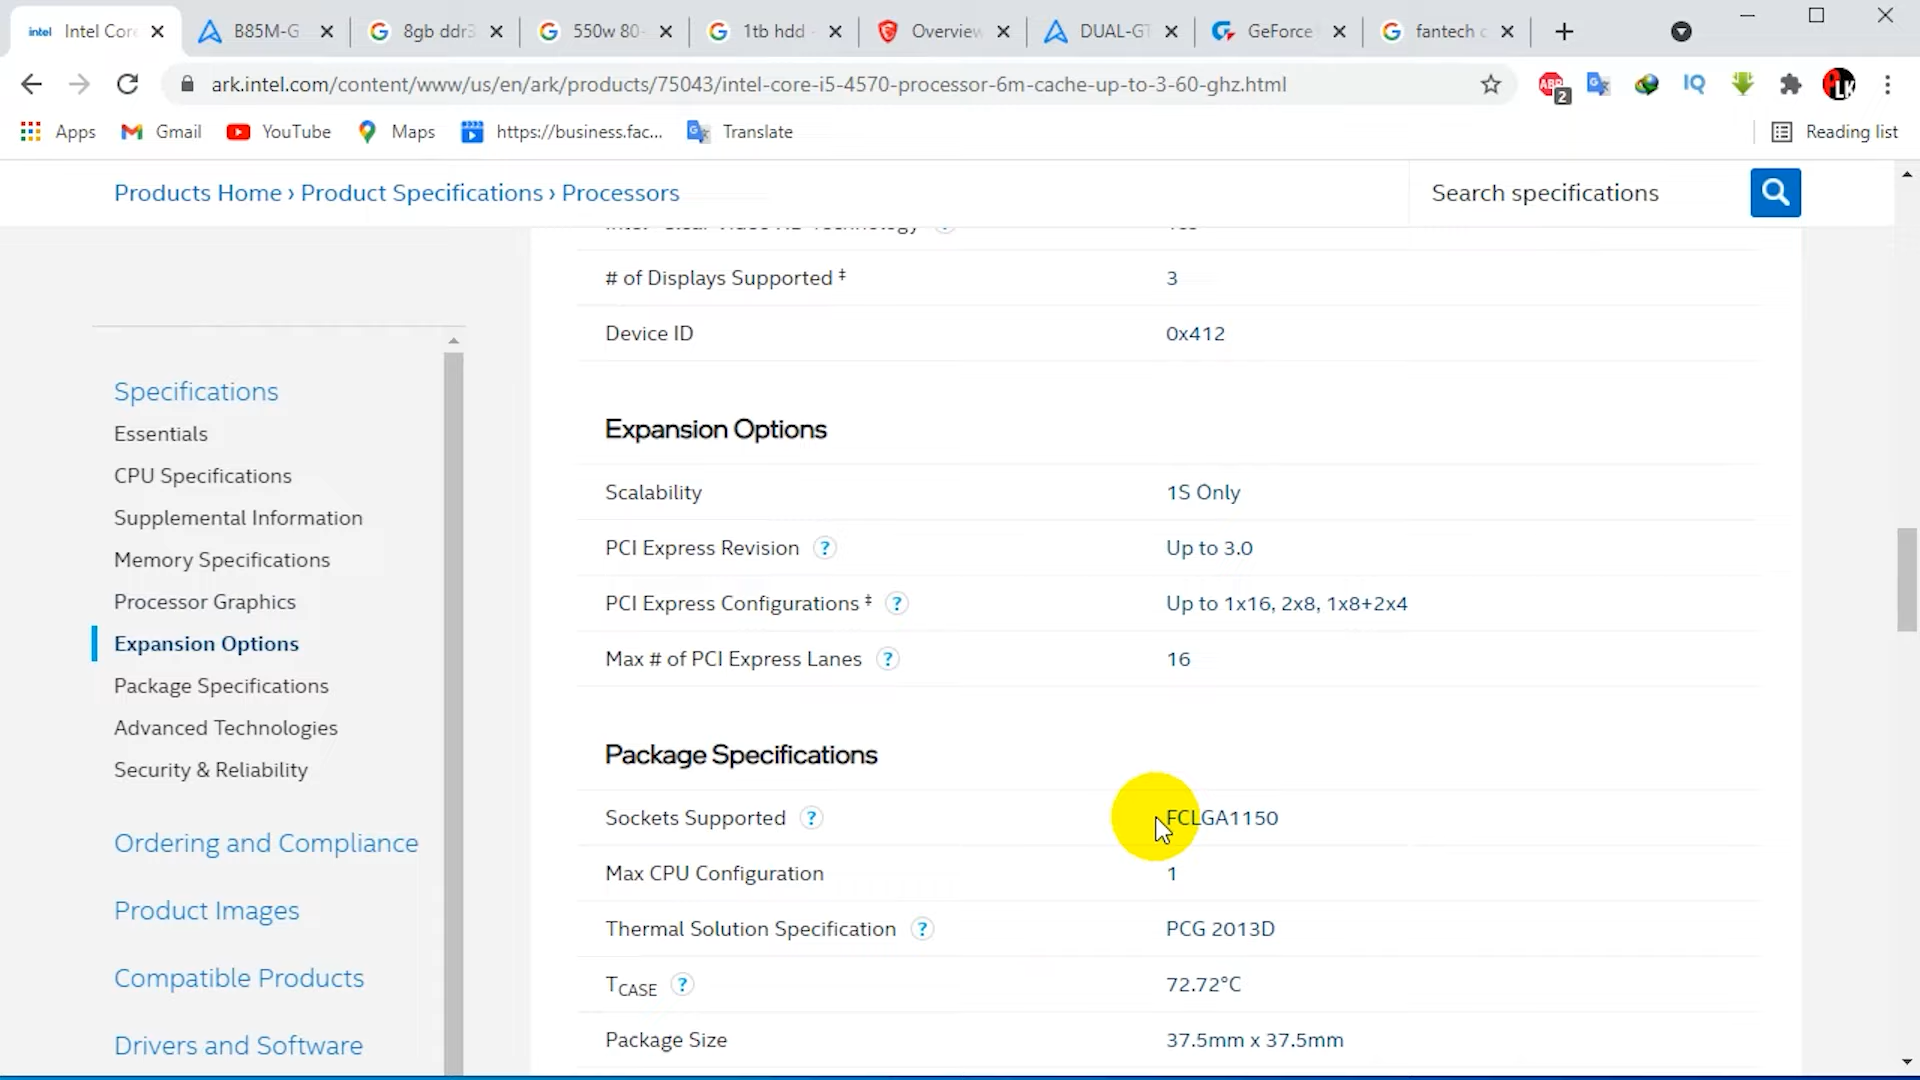 intel Intel Cor
B85M-G
8gb ddr3
550w 80-
1tb hdd -
Overview
DUAL-GT
GeForce
fantech c
ark.intel.com/content/www/us/en/ark/products/75043/intel-core-i5-4570-processor-6m-cache-up-to-3-60-ghz.html
ABP 2
IQ
Apps
Gmail
YouTube
Maps
https://business.fac...
Translate
Reading list
Products Home › Product Specifications › Processors
Search specifications
# of Displays Supported ‡ 3
Device ID 0x412
Expansion Options
Scalability 1S Only
PCI Express Revision ? Up to 3.0
PCI Express Configurations ‡ ? Up to 1x16, 2x8, 1x8+2x4
Max # of PCI Express Lanes ? 16
Package Specifications
Sockets Supported ? FCLGA1150
Max CPU Configuration 1
Thermal Solution Specification ? PCG 2013D
TCASE ? 72.72°C
Package Size 37.5mm x 37.5mm
Specifications
Essentials
CPU Specifications
Supplemental Information
Memory Specifications
Processor Graphics
Expansion Options
Package Specifications
Advanced Technologies
Security & Reliability
Ordering and Compliance
Product Images
Compatible Products
Drivers and Software